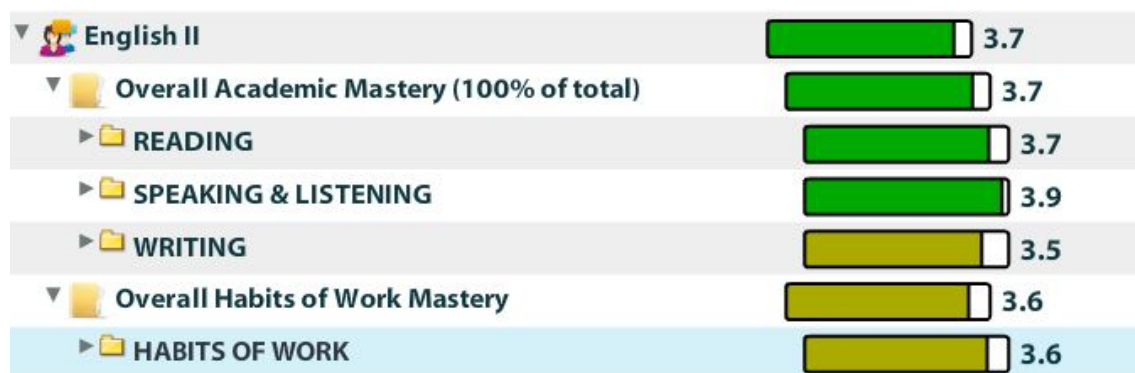 English II 3.7
Overall Academic Mastery (100% of total) 3.7
READING 3.7
SPEAKING & LISTENING 3.9
WRITING 3.5
Overall Habits of Work Mastery 3.6
HABITS OF WORK 3.6